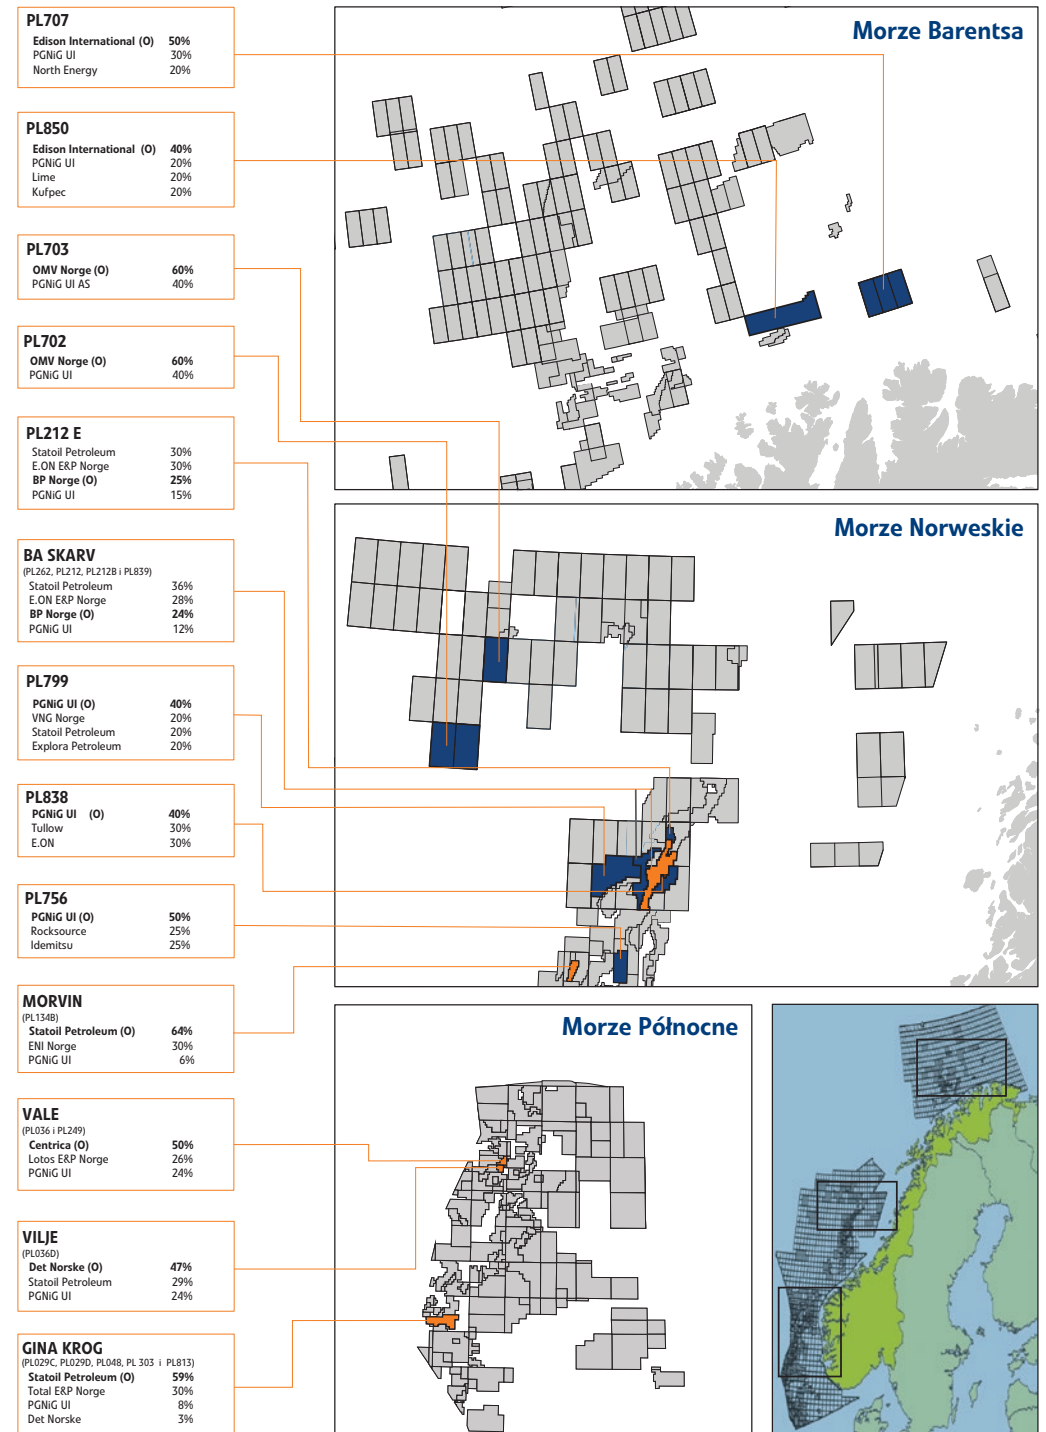 PL707
Edison International (O) 50%
PGNiG UI 30%
North Energy 20%
PL850
Edison International (O) 40%
PGNiG UI 20%
Lime 20%
Kufpec 20%
PL703
OMV Norge (O) 60%
PGNiG UI AS 40%
PL702
OMV Norge (O) 60%
PGNiG UI 40%
PL212 E
Statoil Petroleum 30%
E.ON E&P Norge 30%
BP Norge (O) 25%
PGNiG UI 15%
BA SKARV
(PL262, PL212, PL212B i PL839)
Statoil Petroleum 36%
E.ON E&P Norge 28%
BP Norge (O) 24%
PGNiG UI 12%
PL799
PGNiG UI (O) 40%
VNG Norge 20%
Statoil Petroleum 20%
Explora Petroleum 20%
PL838
PGNiG UI (O) 40%
Tullow 30%
E.ON 30%
PL756
PGNiG UI (O) 50%
Rocksource 25%
Idemitsu 25%
MORVIN
(PL134B)
Statoil Petroleum (O) 64%
ENI Norge 30%
PGNiG UI 6%
VALE
(PL036 i PL249)
Centrica (O) 50%
Lotos E&P Norge 26%
PGNiG UI 24%
VILJE
(PL036D)
Det Norske (O) 47%
Statoil Petroleum 29%
PGNiG UI 24%
GINA KROG
(PL029C, PL029D, PL048, PL 303 i PL813)
Statoil Petroleum (O) 59%
Total E&P Norge 30%
PGNiG UI 8%
Det Norske 3%
Morze Barentsa
Morze Norweskie
Morze Północne